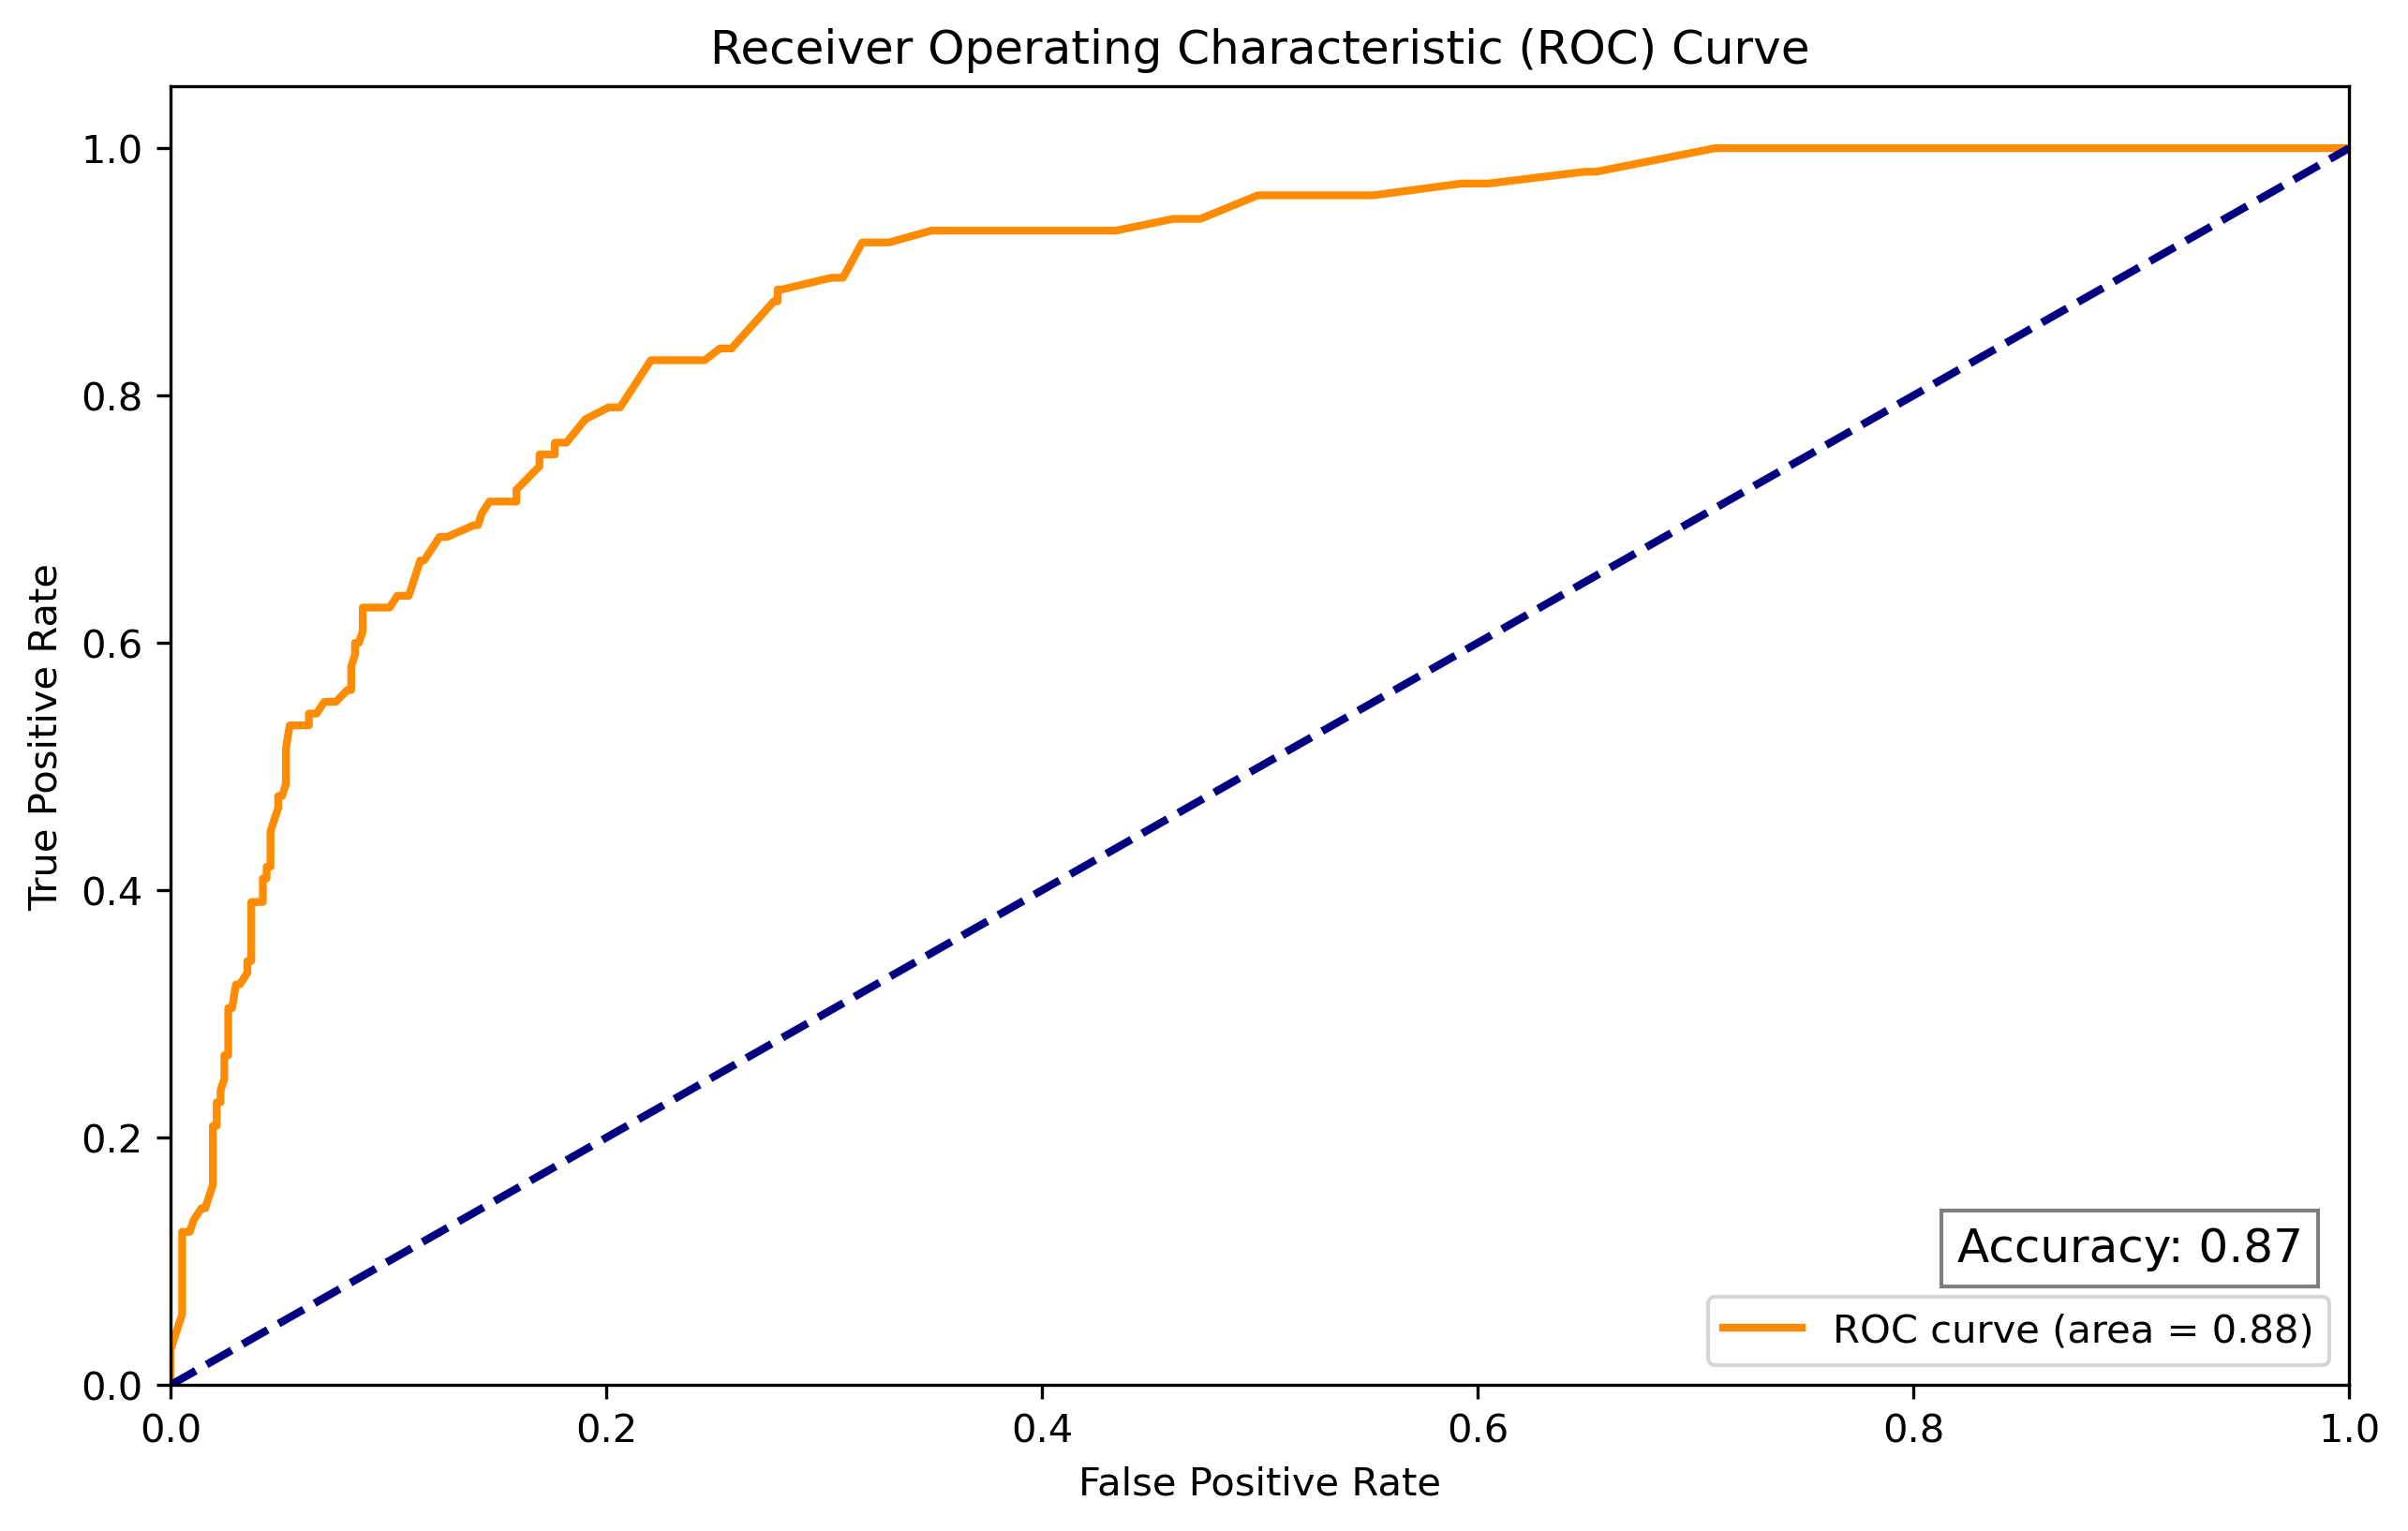 Receiver Operating Characteristic (ROC) Curve
True Positive Rate
1.0
0.8
0.6
0.4
0.2
0.0
Accuracy: 0.87
ROC curve (area = 0.88)
0.0 0.2 0.4 0.6 0.8 1.0
False Positive Rate